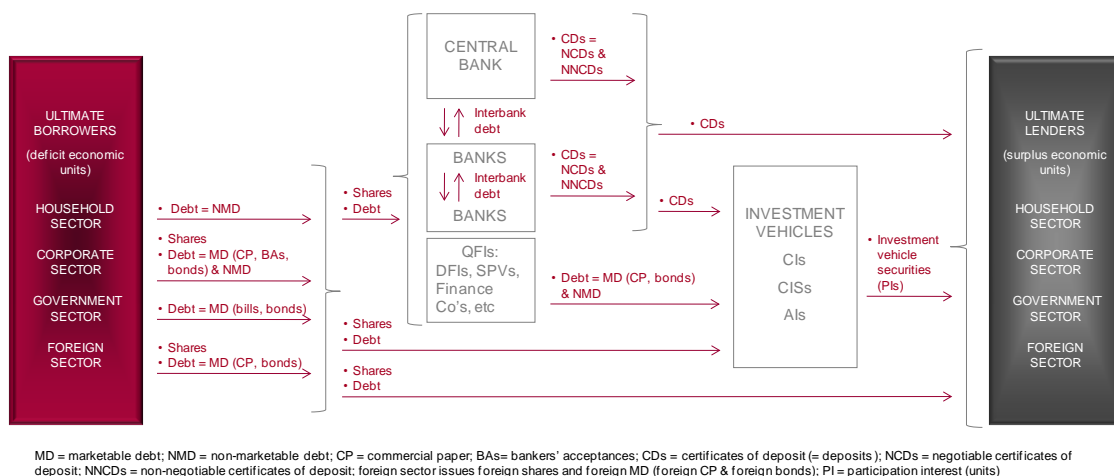 ULTIMATE
BORROWERS
(deficit economic
units)
HOUSEHOLD
SECTOR
CORPORATE
SECTOR
GOVERNMENT
SECTOR
FOREIGN
SECTOR
• Debt = NMD
• Shares
• Debt = MD (CP, BAs,
bonds) & NMD
• Debt = MD (bills, bonds)
• Shares
• Debt = MD (CP, bonds)
• Shares
• Debt
CENTRAL
BANK
Interbank
debt
BANKS
Interbank
debt
BANKS
QFIs:
DFIs, SPVs,
Finance
Co's, etc
• CDs =
NCDs &
NNCDs
• CDs =
NCDs &
NNCDs
• Debt = MD (CP, bonds)
& NMD
• Shares
• Debt
• Shares
• Debt
• CDs
• CDs
INVESTMENT
VEHICLES
CIs
CISs
AIs
• Investment
vehicle
securities
(PIs)
ULTIMATE
LENDERS
(surplus economic
units)
HOUSEHOLD
SECTOR
CORPORATE
SECTOR
GOVERNMENT
SECTOR
FOREIGN
SECTOR
MD = marketable debt; NMD = non-marketable debt; CP = commercial paper; BAs= bankers' acceptances; CDs = certificates of deposit (= deposits); NCDs = negotiable certificates of
deposit; NNCDs = non-negotiable certificates of deposit; foreign sector issues foreign shares and foreign MD (foreign CP & foreign bonds); PI = participation interest (units)